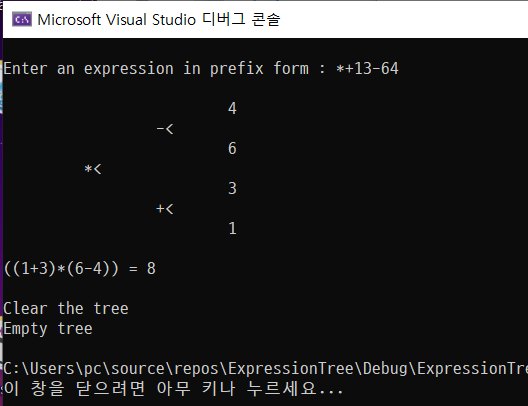 Microsoft Visual Studio 디버그 콘솔
Enter an expression in prefix form : *+13-64
4
-<
6
*<
3
+<
1
((1+3)*(6-4)) = 8
Clear the tree
Empty tree
C:\Users\pc\source\repos\ExpressionTree\Debug\ExpressionTre
이 창을 닫으려면 아무 키나 누르세요...